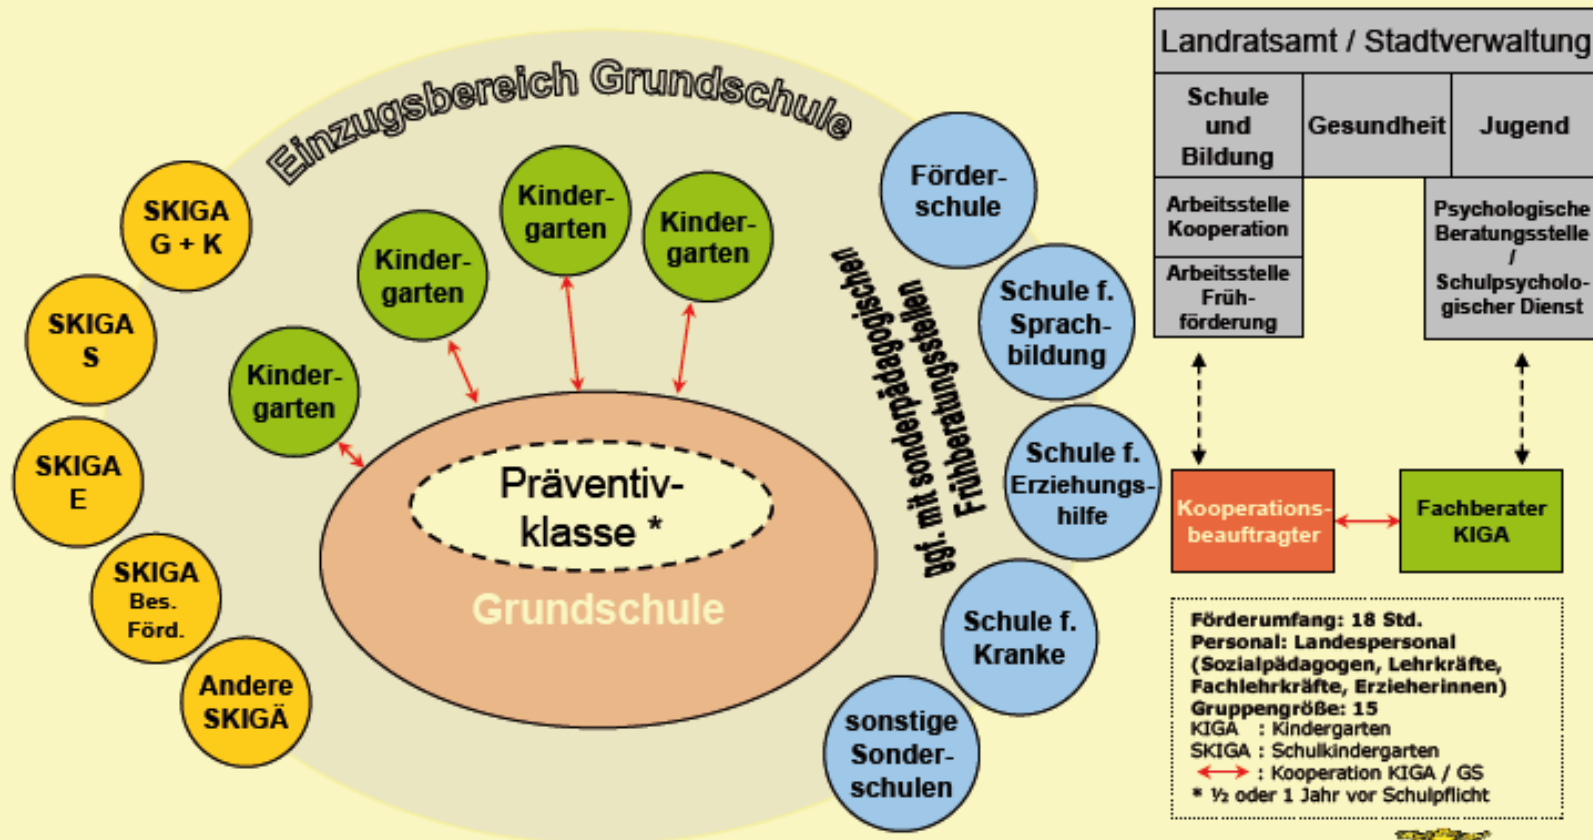 Einzugsbereich Grundschule
SKIGA
G + K
SKIGA
S
SKIGA
E
SKIGA
Bes.
Förd.
Andere
SKIGÄ
Kinder-
garten
Kinder-
garten
Kinder-
garten
Kinder-
garten
Präventiv-
klasse *
Grundschule
ggf. mit sonderpädagogischen
Frühberatungsstellen
Förder-
schule
Schule f.
Sprach-
bildung
Schule f.
Erziehungs-
hilfe
Schule f.
Kranke
sonstige
Sonder-
schulen
Landratsamt / Stadtverwaltung
Schule
und
Bildung
Gesundheit
Jugend
Arbeitsstelle
Kooperation
Arbeitsstelle
Früh-
förderung
Psychologische
Beratungsstelle
/
Schulpsycholo-
gischer Dienst
Kooperations-
beauftragter
Fachberater
KIGA
Förderumfang: 18 Std.
Personal: Landespersonal
(Sozialpädagogen, Lehrkräfte,
Fachlehrkräfte, Erzieherinnen)
Gruppengröße: 15
KIGA : Kindergarten
SKIGA : Schulkindergarten
: Kooperation KIGA / GS
* ½ oder 1 Jahr vor Schulpflicht